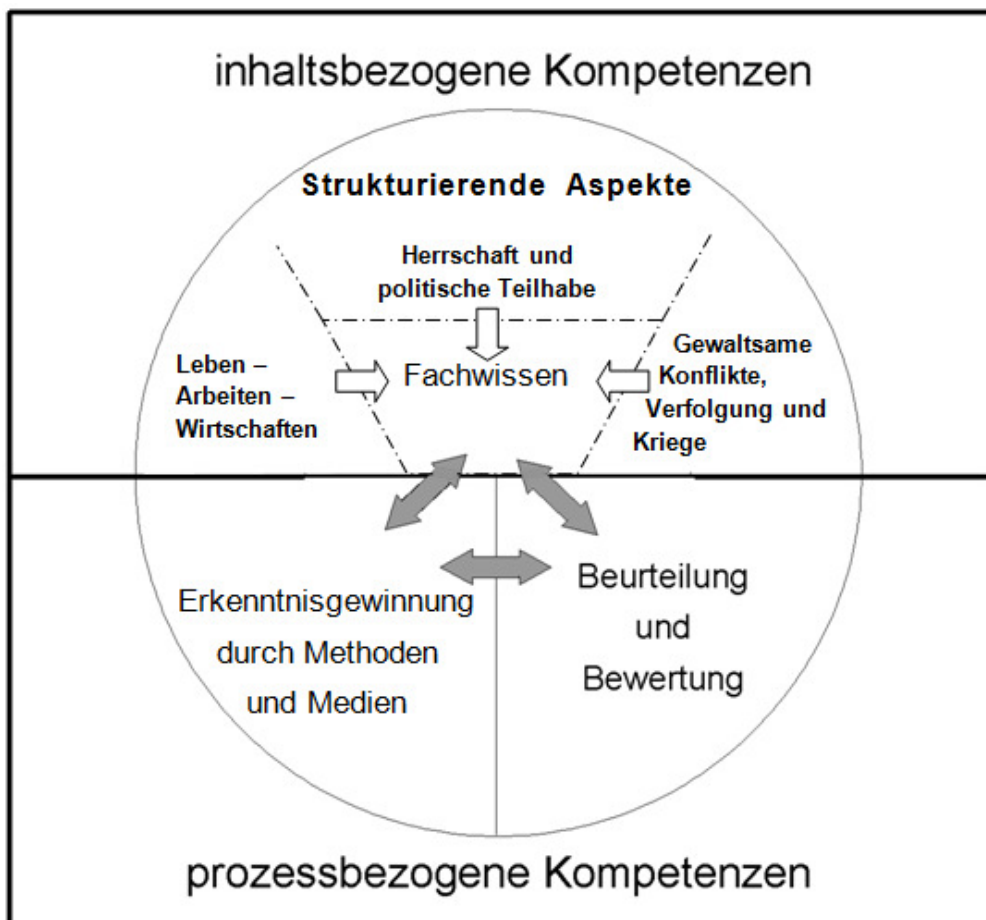 inhaltsbezogene Kompetenzen
Strukturierende Aspekte
Herrschaft und
politische Teilhabe
Leben –
Arbeiten –
Wirtschaften
Fachwissen
Gewaltsame
Konflikte,
Verfolgung und
Kriege
Erkenntnisgewinnung
durch Methoden
und Medien
Beurteilung
und
Bewertung
prozessbezogene Kompetenzen